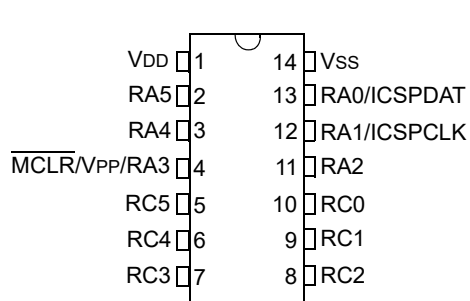 VDD 1 14 VSS
RA5 2 13 RA0/ICSPDAT
RA4 3 12 RA1/ICSPCLK
MCLR/VPP/RA3 4 11 RA2
RC5 5 10 RC0
RC4 6 9 RC1
RC3 7 8 RC2